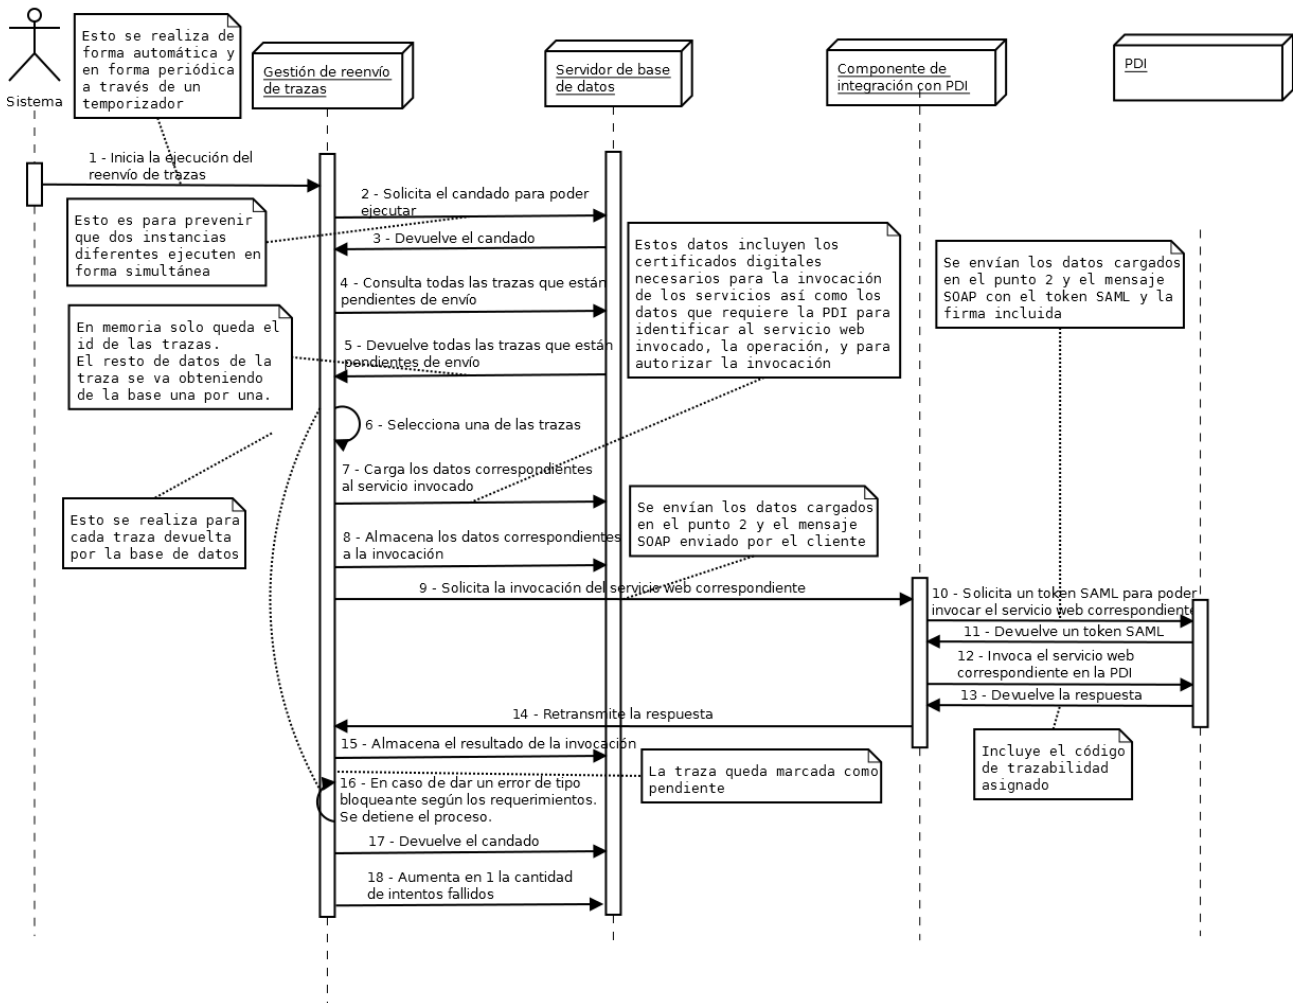 Esto se realiza de
forma automática y
en forma periódica
a través de un
temporizador
Sistema
Gestión de reenvío
de trazas
Servidor de base
de datos
Componente de
integración con PDI
PDI
1 - Inicia la ejecución del
reenvío de trazas
2 - Solicita el candado para poder
ejecutar
Esto es para prevenir
que dos instancias
diferentes ejecuten en
forma simultánea
3 - Devuelve el candado
Estos datos incluyen los
certificados digitales
necesarios para la invocación
de los servicios así como los
datos que requiere la PDI para
identificar al servicio web
invocado, la operación, y para
autorizar la invocación
Se envían los datos cargados
en el punto 2 y el mensaje
SOAP con el token SAML y la
firma incluida
4 - Consulta todas las trazas que están
pendientes de envío
En memoria solo queda el
id de las trazas.
El resto de datos de la
traza se va obteniendo
de la base una por una.
5 - Devuelve todas las trazas que están
pendientes de envío
6 - Selecciona una de las trazas
7 - Carga los datos correspondientes
al servicio invocado
Esto se realiza para
cada traza devuelta
por la base de datos
Se envían los datos cargados
en el punto 2 y el mensaje
SOAP enviado por el cliente
8 - Almacena los datos correspondientes
a la invocación
9 - Solicita la invocación del servicio web correspondiente
10 - Solicita un token SAML para poder
invocar el servicio web correspondiente
11 - Devuelve un token SAML
12 - Invoca el servicio web
correspondiente en la PDI
13 - Devuelve la respuesta
14 - Retransmite la respuesta
15 - Almacena el resultado de la invocación
Incluye el código
de trazabilidad
asignado
La traza queda marcada como
pendiente
16 - En caso de dar un error de tipo
bloqueante según los requerimientos.
Se detiene el proceso.
17 - Devuelve el candado
18 - Aumenta en 1 la cantidad
de intentos fallidos